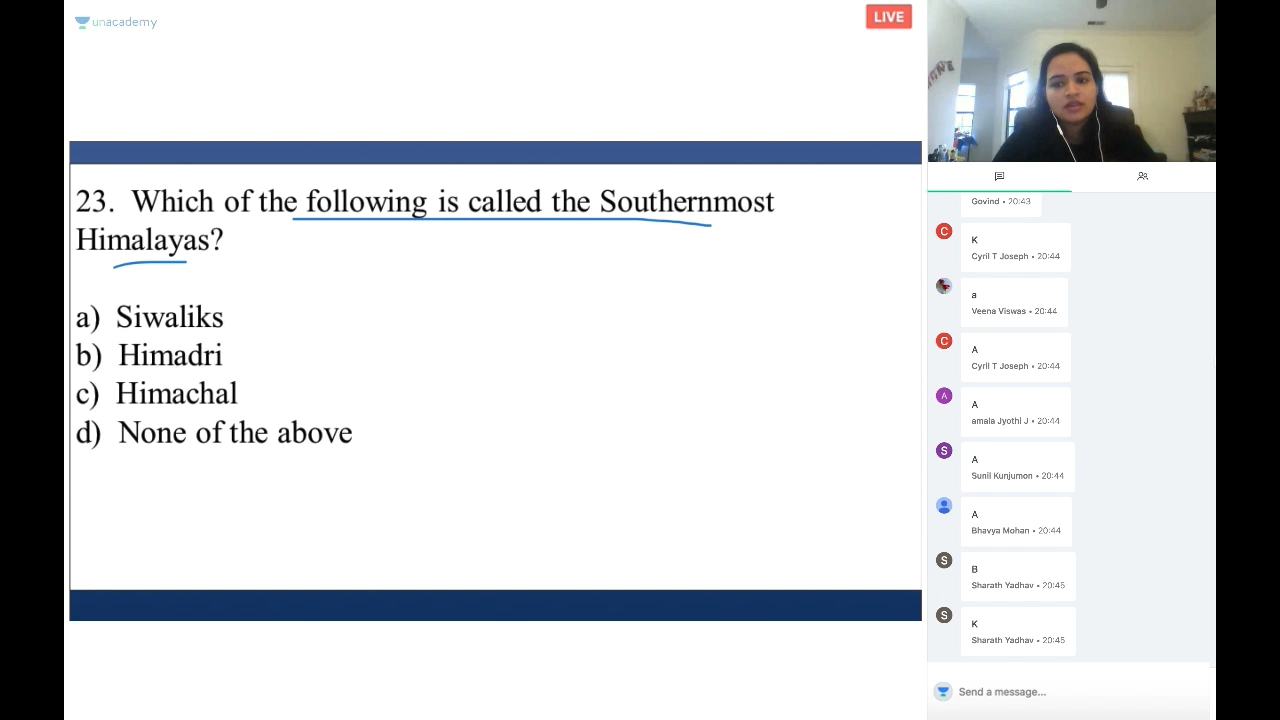 unacademy
LIVE
23. Which of the following is called the Southernmost
Himalayas?
a) Siwaliks
b) Himadri
c) Himachal
d) None of the above
Govind • 20:43
C
K
Cyril T Joseph • 20:44
a
Veena Viswas • 20:44
C
A
Cyril T Joseph • 20:44
A
A
amala Jyothi J • 20:44
S
A
Sunil Kunjumon • 20:44
A
Bhavya Mohan • 20:44
S
B
Sharath Yadhav • 20:45
S
K
Sharath Yadhav • 20:45
Send a message...